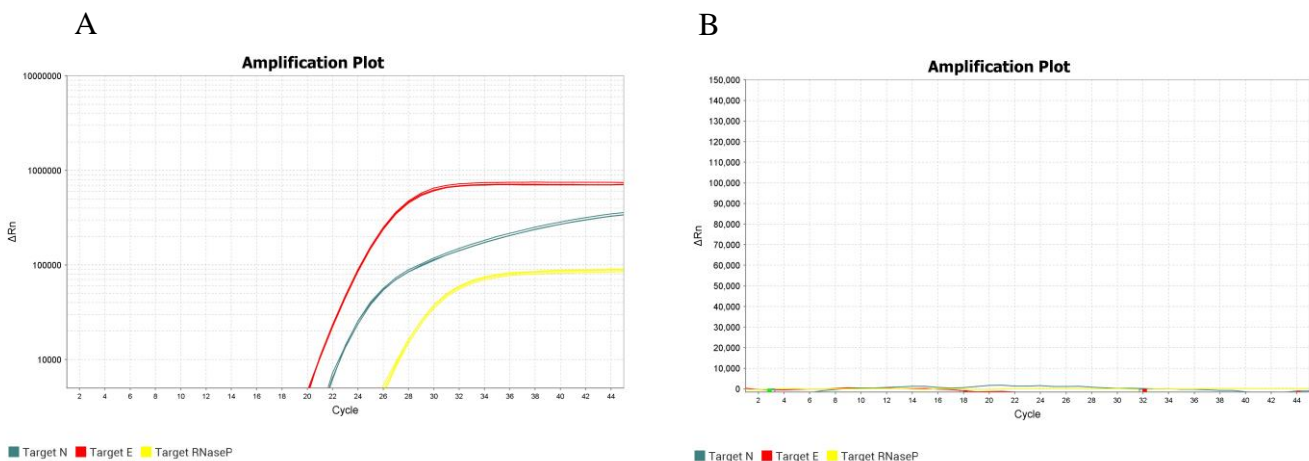 A
Amplification Plot
10000000
1000000
100000
10000
ΔRn
2 4 6 8 10 12 14 16 18 20 22 24 26 28 30 32 34 36 38 40 42 44
Cycle
Target N Target E Target RNaseP
B
Amplification Plot
150,000
140,000
130,000
120,000
110,000
100,000
90,000
80,000
70,000
60,000
50,000
40,000
30,000
20,000
10,000
0
ΔRn
2 4 6 8 10 12 14 16 18 20 22 24 26 28 30 32 34 36 38 40 42 44
Cycle
Target N Target E Target RNaseP